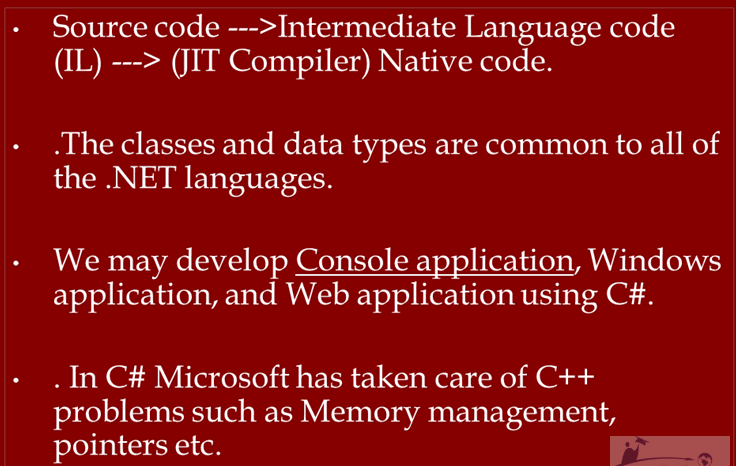 • Source code --->Intermediate Language code
(IL) ---> (JIT Compiler) Native code.
• .The classes and data types are common to all of
the .NET languages.
• We may develop Console application, Windows
application, and Web application using C#.
• . In C# Microsoft has taken care of C++
problems such as Memory management,
pointers etc.